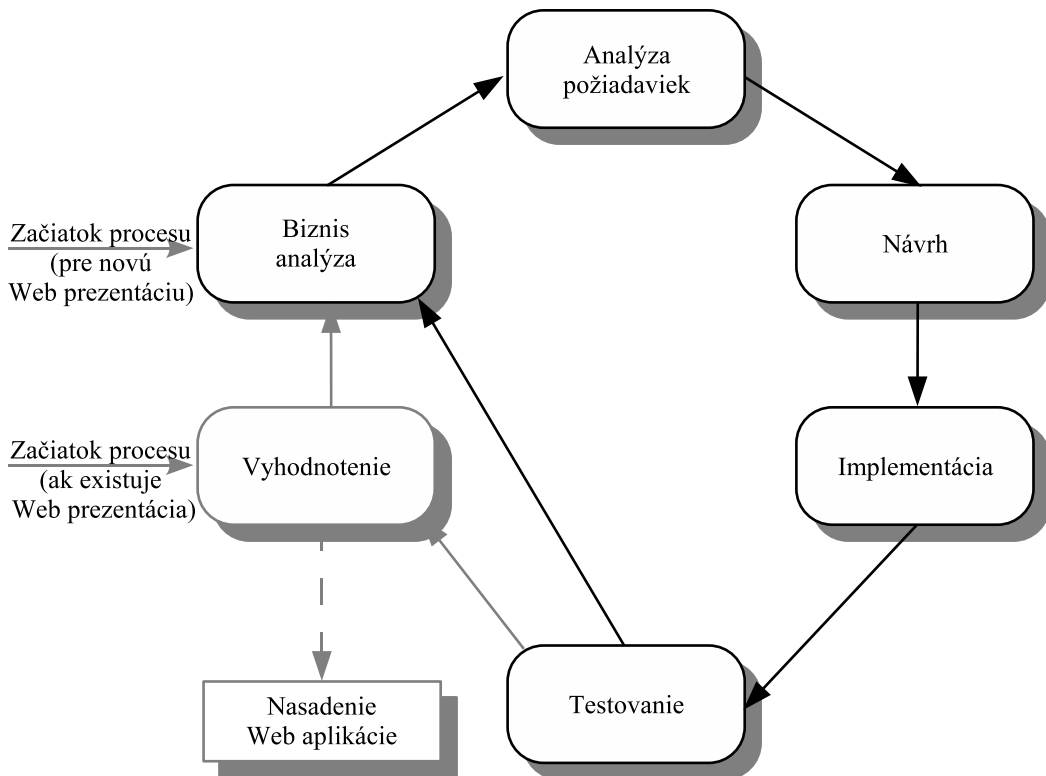 Analýza
požiadaviek
Začiatok procesu
(pre novú
Web prezentáciu)
Biznis
analýza
Návrh
Začiatok procesu
(ak existuje
Web prezentácia)
Vyhodnotenie
Implementácia
Nasadenie
Web aplikácie
Testovanie